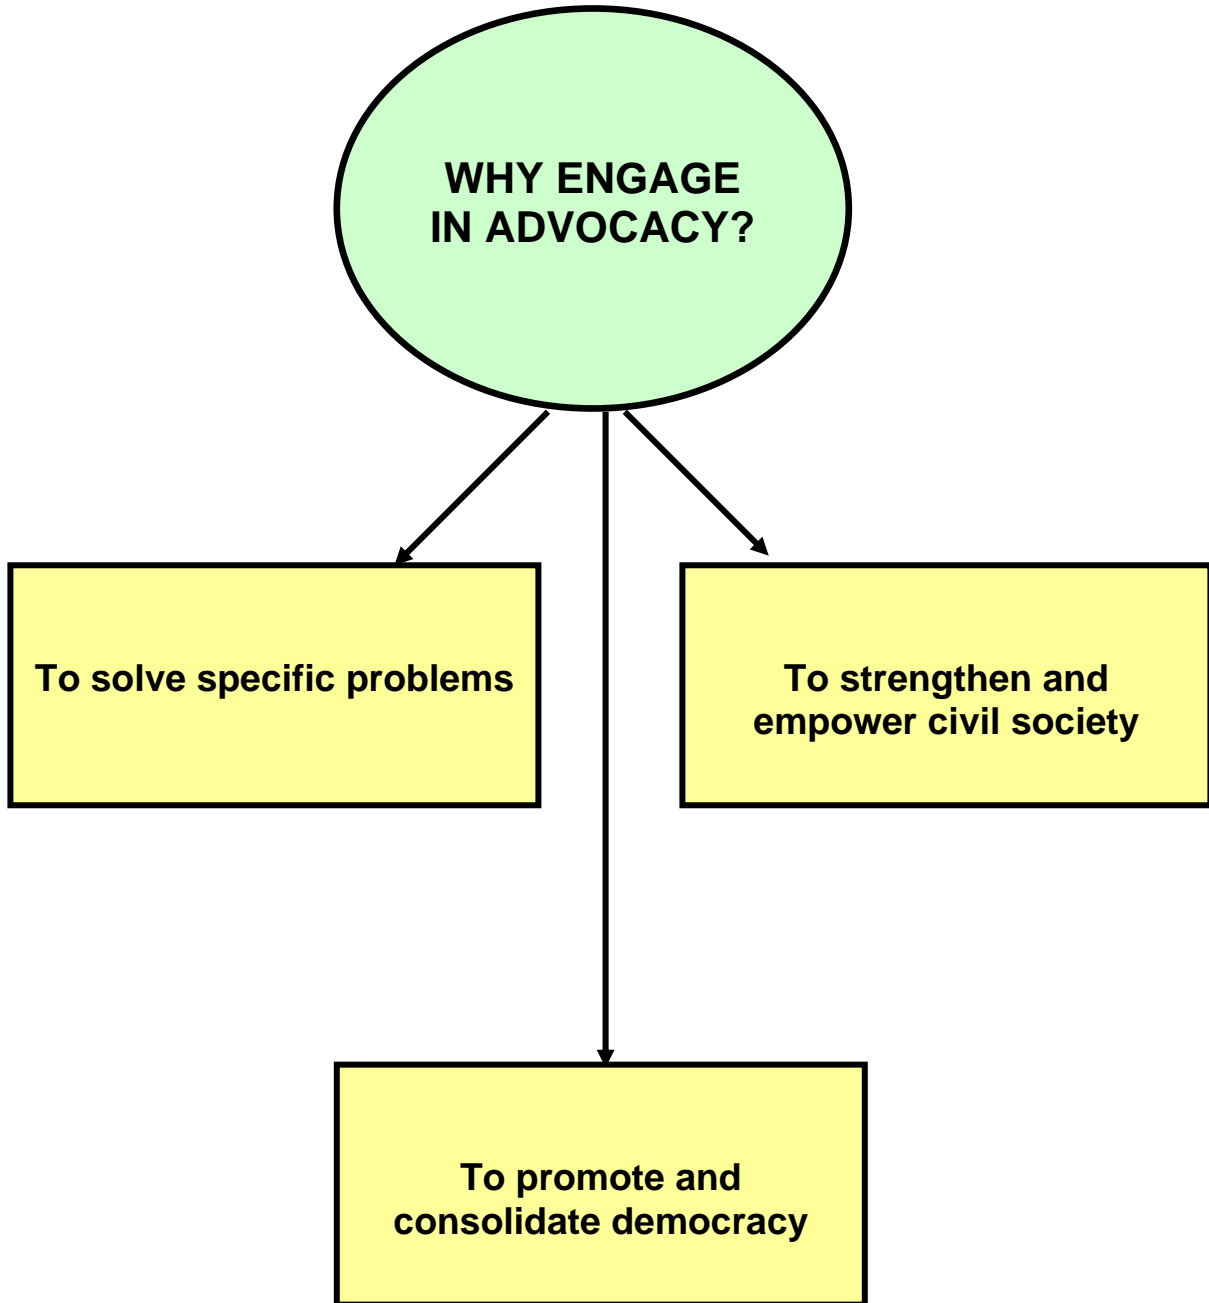 WHY ENGAGE
IN ADVOCACY?
To solve specific problems
To strengthen and
empower civil society
To promote and
consolidate democracy